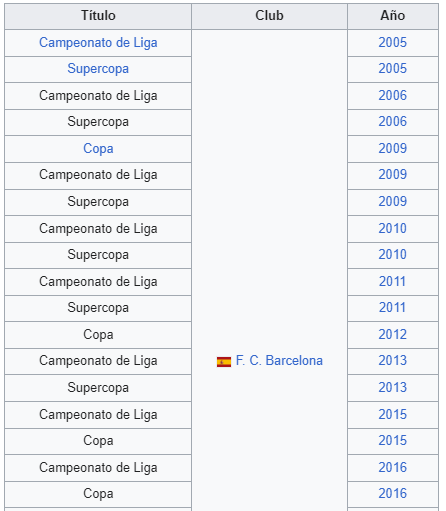 Título Club Año
Campeonato de Liga 2005
Supercopa 2005
Campeonato de Liga 2006
Supercopa 2006
Copa 2009
Campeonato de Liga 2009
Supercopa 2009
Campeonato de Liga 2010
Supercopa 2010
Campeonato de Liga 2011
Supercopa 2011
Copa 2012
Campeonato de Liga F. C. Barcelona 2013
Supercopa 2013
Campeonato de Liga 2015
Copa 2015
Campeonato de Liga 2016
Copa 2016